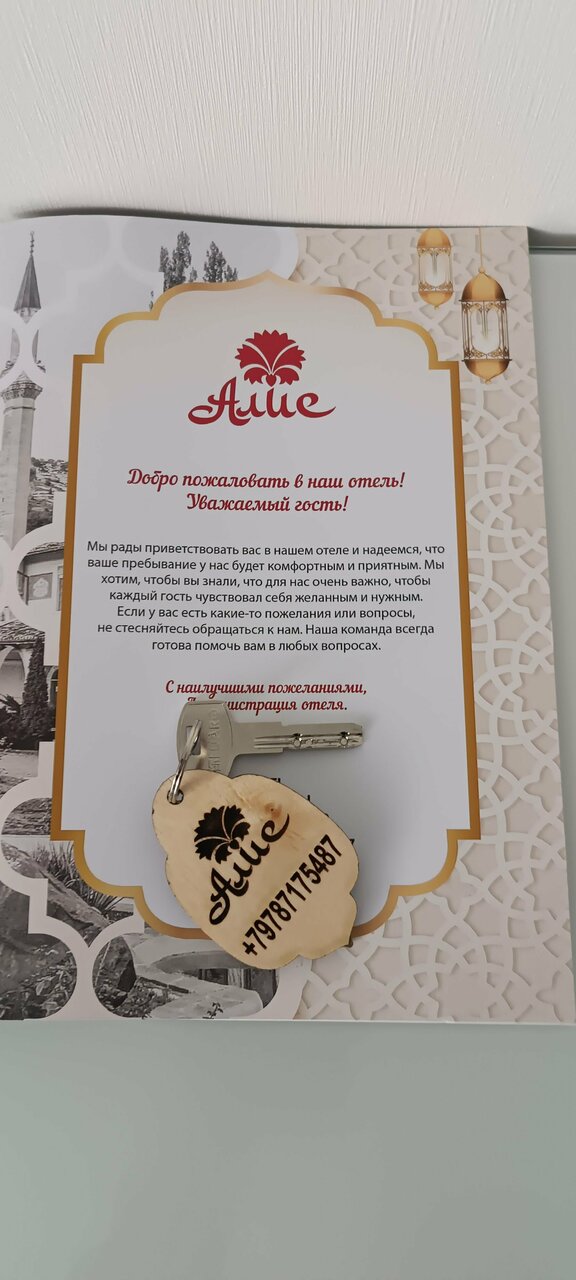 Алие
Добро пожаловать в наш отель!
Уважаемый гость!
Мы рады приветствовать вас в нашем отеле и надеемся, что
ваше пребывание у нас будет комфортным и приятным. Мы
хотим, чтобы вы знали, что для нас очень важно, чтобы
каждый гость чувствовал себя желанным и нужным.
Если у вас есть какие-то пожелания или вопросы,
не стесняйтесь обращаться к нам. Наша команда всегда
готова помочь вам в любых вопросах.
С наилучшими пожеланиями,
отеля.
Алие
+79787175487